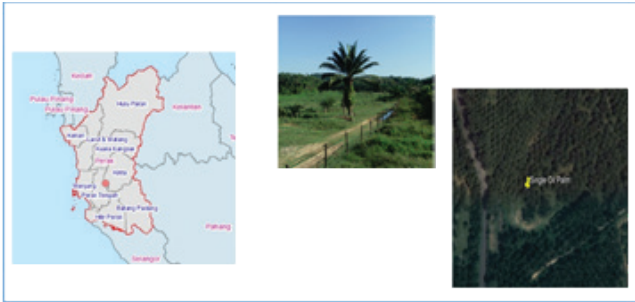 Kedah
Hulu Perak
Pulau Pinang
Pulau Pinang
Kelantan
Kerian
Larut & Matang
Kuala Kangsar
Perak
Kinta
Manjung
Perak Tengah
Batang Padang
Hilir Perak
Pahang
Selangor
Single Oil Palm